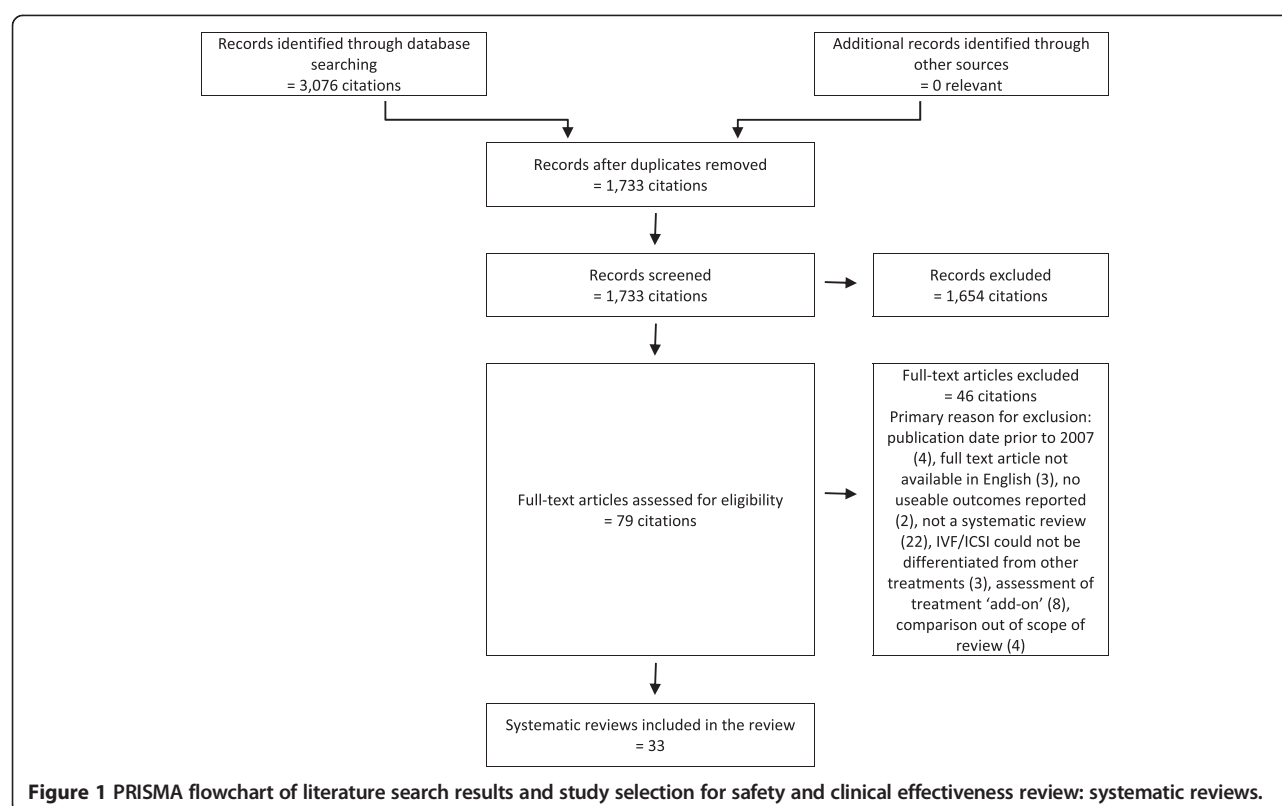 Records identified through database
searching
= 3,076 citations
Additional records identified through
other sources
= 0 relevant
Records after duplicates removed
= 1,733 citations
Records screened
= 1,733 citations
Records excluded
= 1,654 citations
Full-text articles assessed for eligibility
= 79 citations
Full-text articles excluded
= 46 citations
Primary reason for exclusion:
publication date prior to 2007
(4), full text article not
available in English (3), no
useable outcomes reported
(2), not a systematic review
(22), IVF/ICSI could not be
differentiated from other
treatments (3), assessment of
treatment ‘add-on’ (8),
comparison out of scope of
review (4)
Systematic reviews included in the review
= 33
Figure 1 PRISMA flowchart of literature search results and study selection for safety and clinical effectiveness review: systematic reviews.